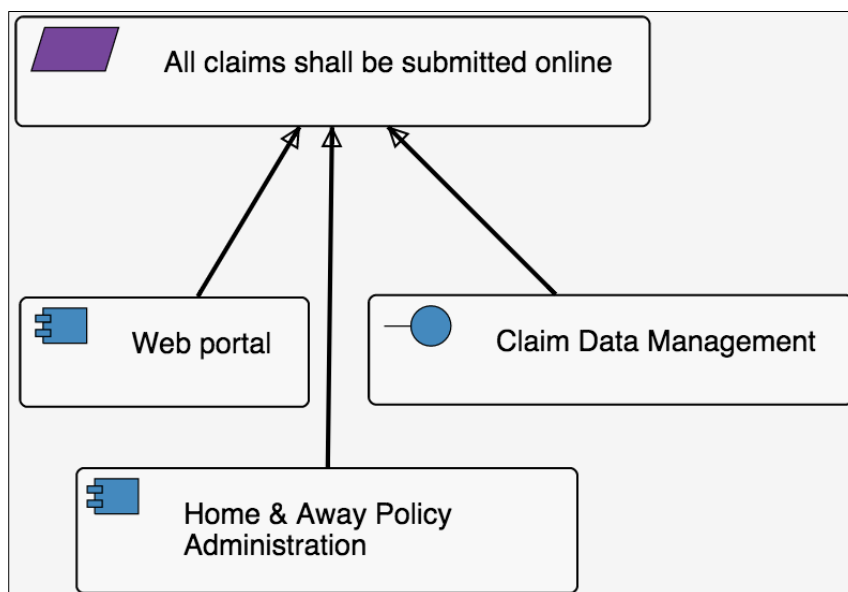 All claims shall be submitted online
Web portal
Claim Data Management
Home & Away Policy
Administration